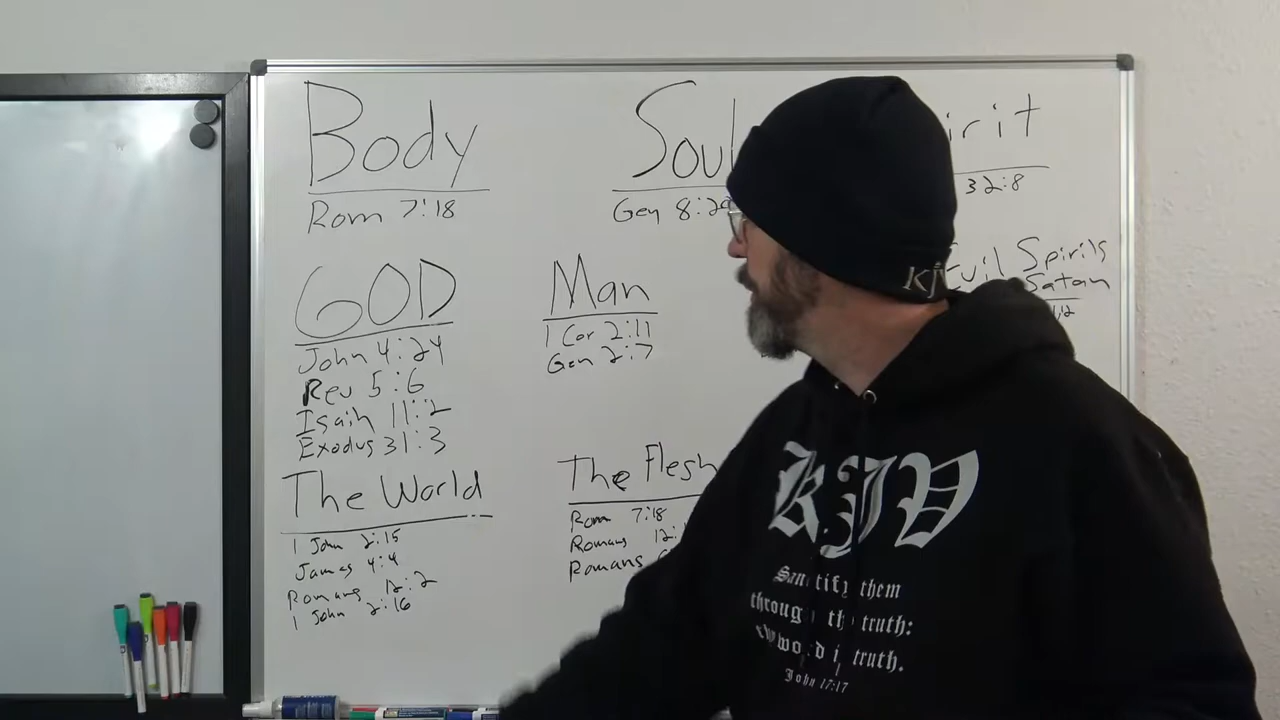 Body
Rom 7:18
Soul
Gen 8:2
irit
32:8
GOD
John 4:24
Rev 5:6
Isaih 11:2
Exodus 31:3
Man
1 Cor 2:11
Gen 2:7
Evil Spirits
Satan
The World
1 John 2:15
James 4:4
Romans 12:2
1 John 2:16
The Flesh
Rom 7:18
Romans 12:
Romans
KJV
KJV
Sanctify them
through thy truth:
thy word is truth.
John 17:17